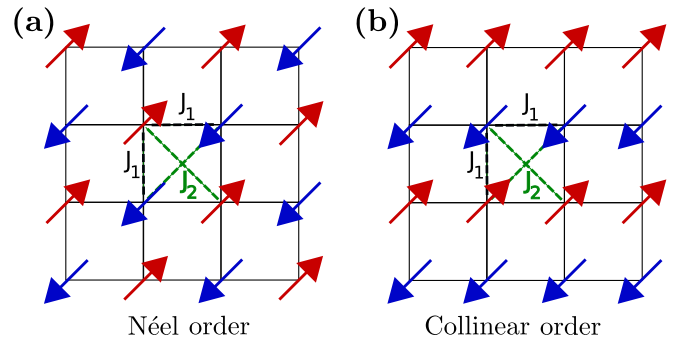 (a)
(b)
J₁
J₁
J₁
J₁
J₂
J₂
Néel order
Collinear order